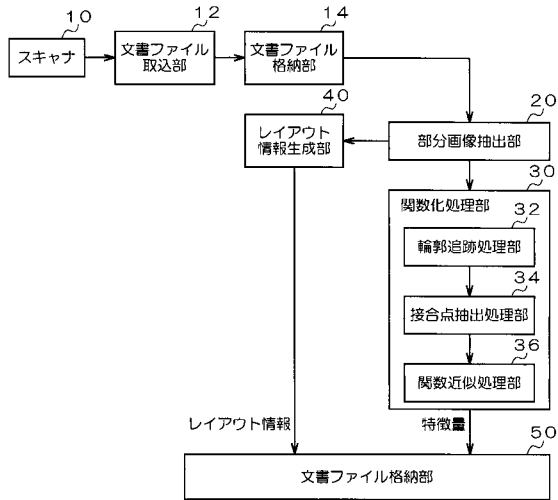 10
スキャナ
12
文書ファイル
取込部
14
文書ファイル
格納部
20
部分画像抽出部
40
レイアウト
情報生成部
30
関数化処理部
32
輪郭追跡処理部
34
接合点抽出処理部
36
関数近似処理部
レイアウト情報
特徴量
50
文書ファイル格納部